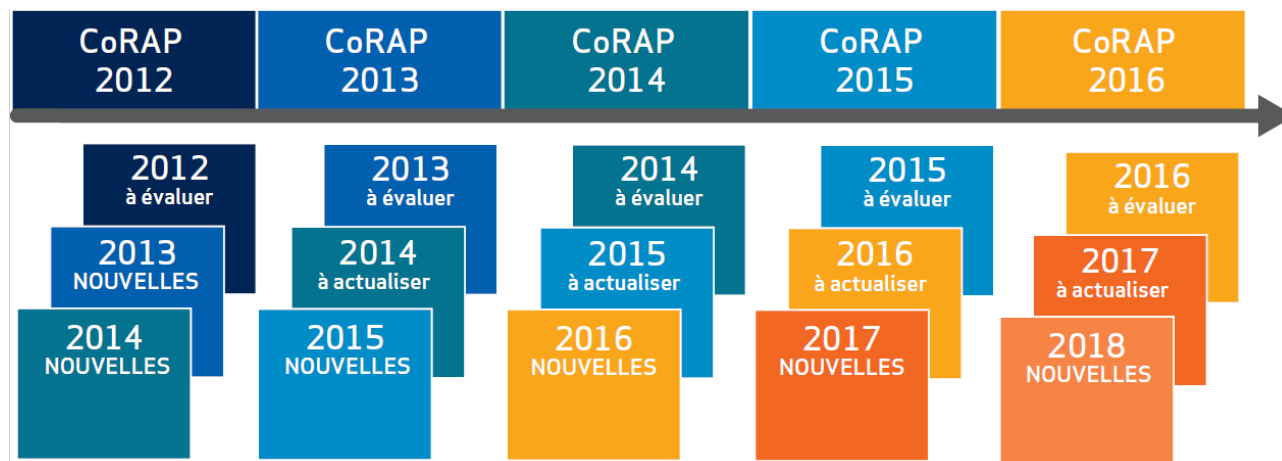 CoRAP
2012
CoRAP
2013
CoRAP
2014
CoRAP
2015
CoRAP
2016
2012
à évaluer
2013
NOUVELLES
2014
NOUVELLES
2013
à évaluer
2014
à actualiser
2015
NOUVELLES
2014
à évaluer
2015
à actualiser
2016
NOUVELLES
2015
à évaluer
2016
à actualiser
2017
NOUVELLES
2016
à évaluer
2017
à actualiser
2018
NOUVELLES